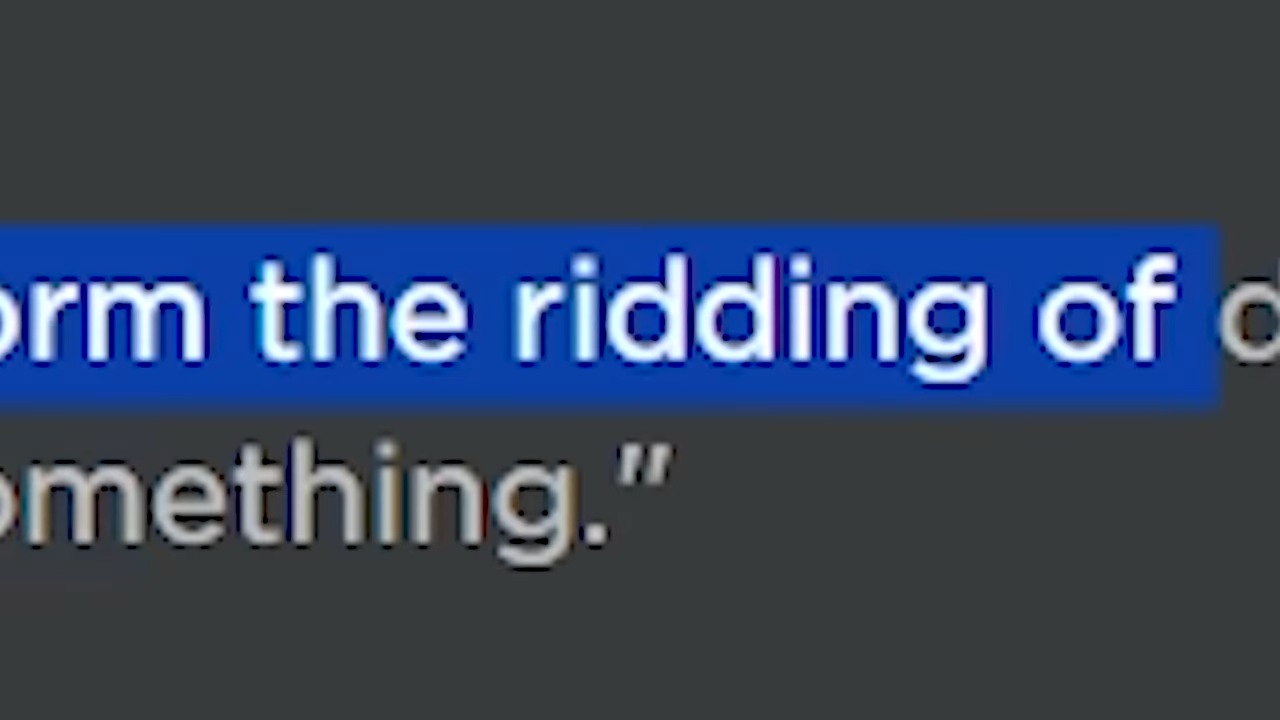 orm the ridding of
omething."